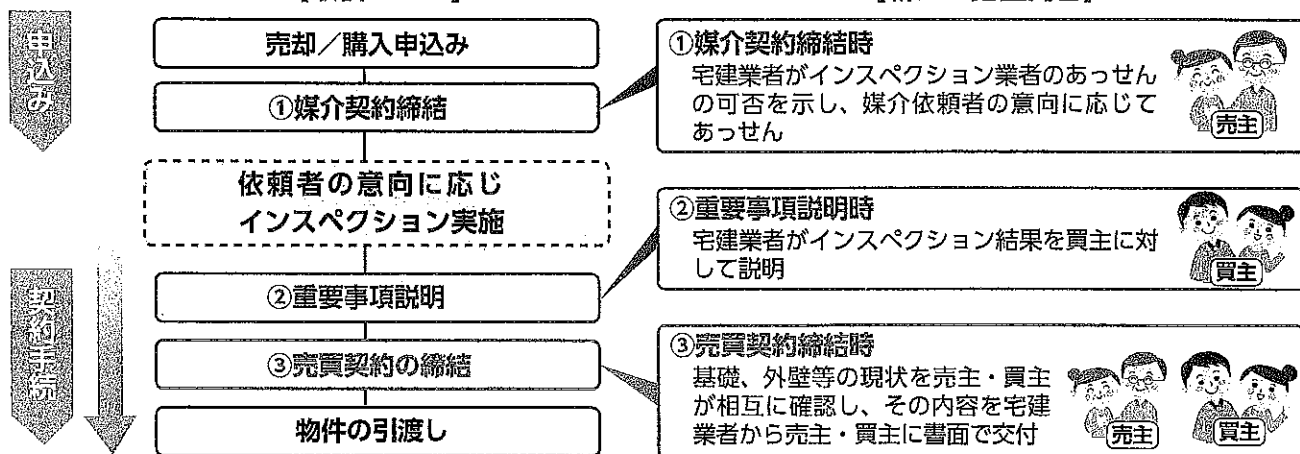 申込み
契約手続
売却／購入申込み
①媒介契約締結
依頼者の意向に応じ
インスペクション実施
②重要事項説明
③売買契約の締結
物件の引渡し
①媒介契約締結時
宅建業者がインスペクション業者のあっせん
の可否を示し、媒介依頼者の意向に応じて
あっせん
売主
②重要事項説明時
宅建業者がインスペクション結果を買主に対
して説明
買主
③売買契約締結時
基礎、外壁等の現状を売主・買主
が相互に確認し、その内容を宅建
業者から売主・買主に書面で交付
売主
買主